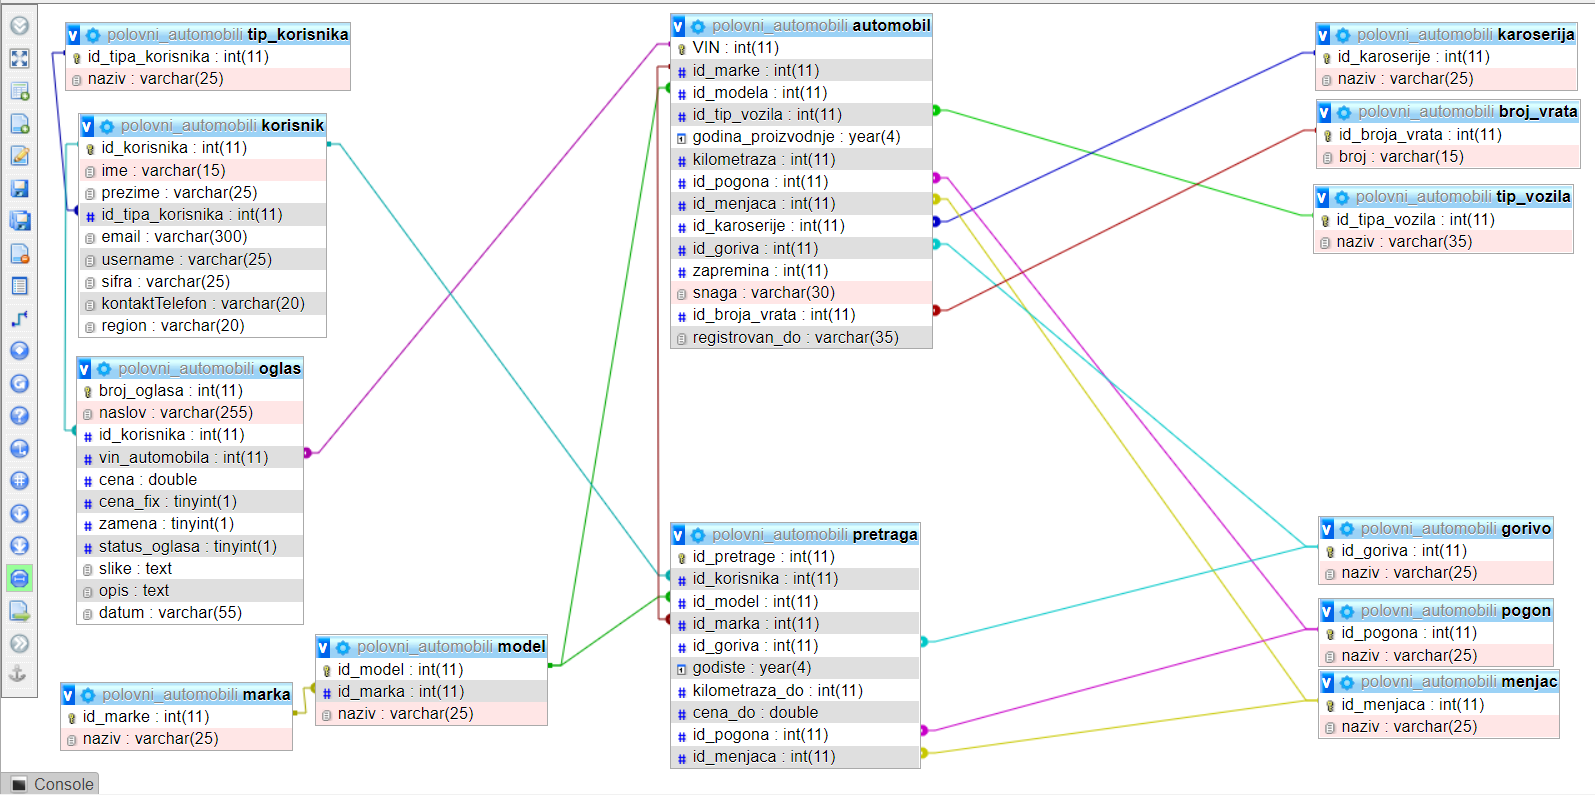 polovni_automobili tip_korisnika
id_tipa_korisnika : int(11)
naziv : varchar(25)
polovni_automobili korisnik
id_korisnika : int(11)
ime : varchar(15)
prezime : varchar(25)
id_tipa_korisnika : int(11)
email : varchar(300)
username : varchar(25)
sifra : varchar(25)
kontaktTelefon : varchar(20)
region : varchar(20)
polovni_automobili oglas
broj_oglasa : int(11)
naslov : varchar(255)
id_korisnika : int(11)
vin_automobila : int(11)
cena : double
cena_fix : tinyint(1)
zamena : tinyint(1)
status_oglasa : tinyint(1)
slike : text
opis : text
datum : varchar(55)
polovni_automobili marka
id_marke : int(11)
naziv : varchar(25)
polovni_automobili model
id_model : int(11)
id_marka : int(11)
naziv : varchar(25)
polovni_automobili automobil
VIN : int(11)
id_marke : int(11)
id_modela : int(11)
id_tip_vozila : int(11)
godina_proizvodnje : year(4)
kilometraza : int(11)
id_pogona : int(11)
id_menjaca : int(11)
id_karoserije : int(11)
id_goriva : int(11)
zapremina : int(11)
snaga : varchar(30)
id_broja_vrata : int(11)
registrovan_do : varchar(35)
polovni_automobili pretraga
id_pretrage : int(11)
id_korisnika : int(11)
id_model : int(11)
id_marka : int(11)
id_goriva : int(11)
godiste : year(4)
kilometraza_do : int(11)
cena_do : double
id_pogona : int(11)
id_menjaca : int(11)
polovni_automobili karoserija
id_karoserije : int(11)
naziv : varchar(25)
polovni_automobili broj_vrata
id_broja_vrata : int(11)
broj : varchar(15)
polovni_automobili tip_vozila
id_tipa_vozila : int(11)
naziv : varchar(35)
polovni_automobili gorivo
id_goriva : int(11)
naziv : varchar(25)
polovni_automobili pogon
id_pogona : int(11)
naziv : varchar(25)
polovni_automobili menjac
id_menjaca : int(11)
naziv : varchar(25)
Console